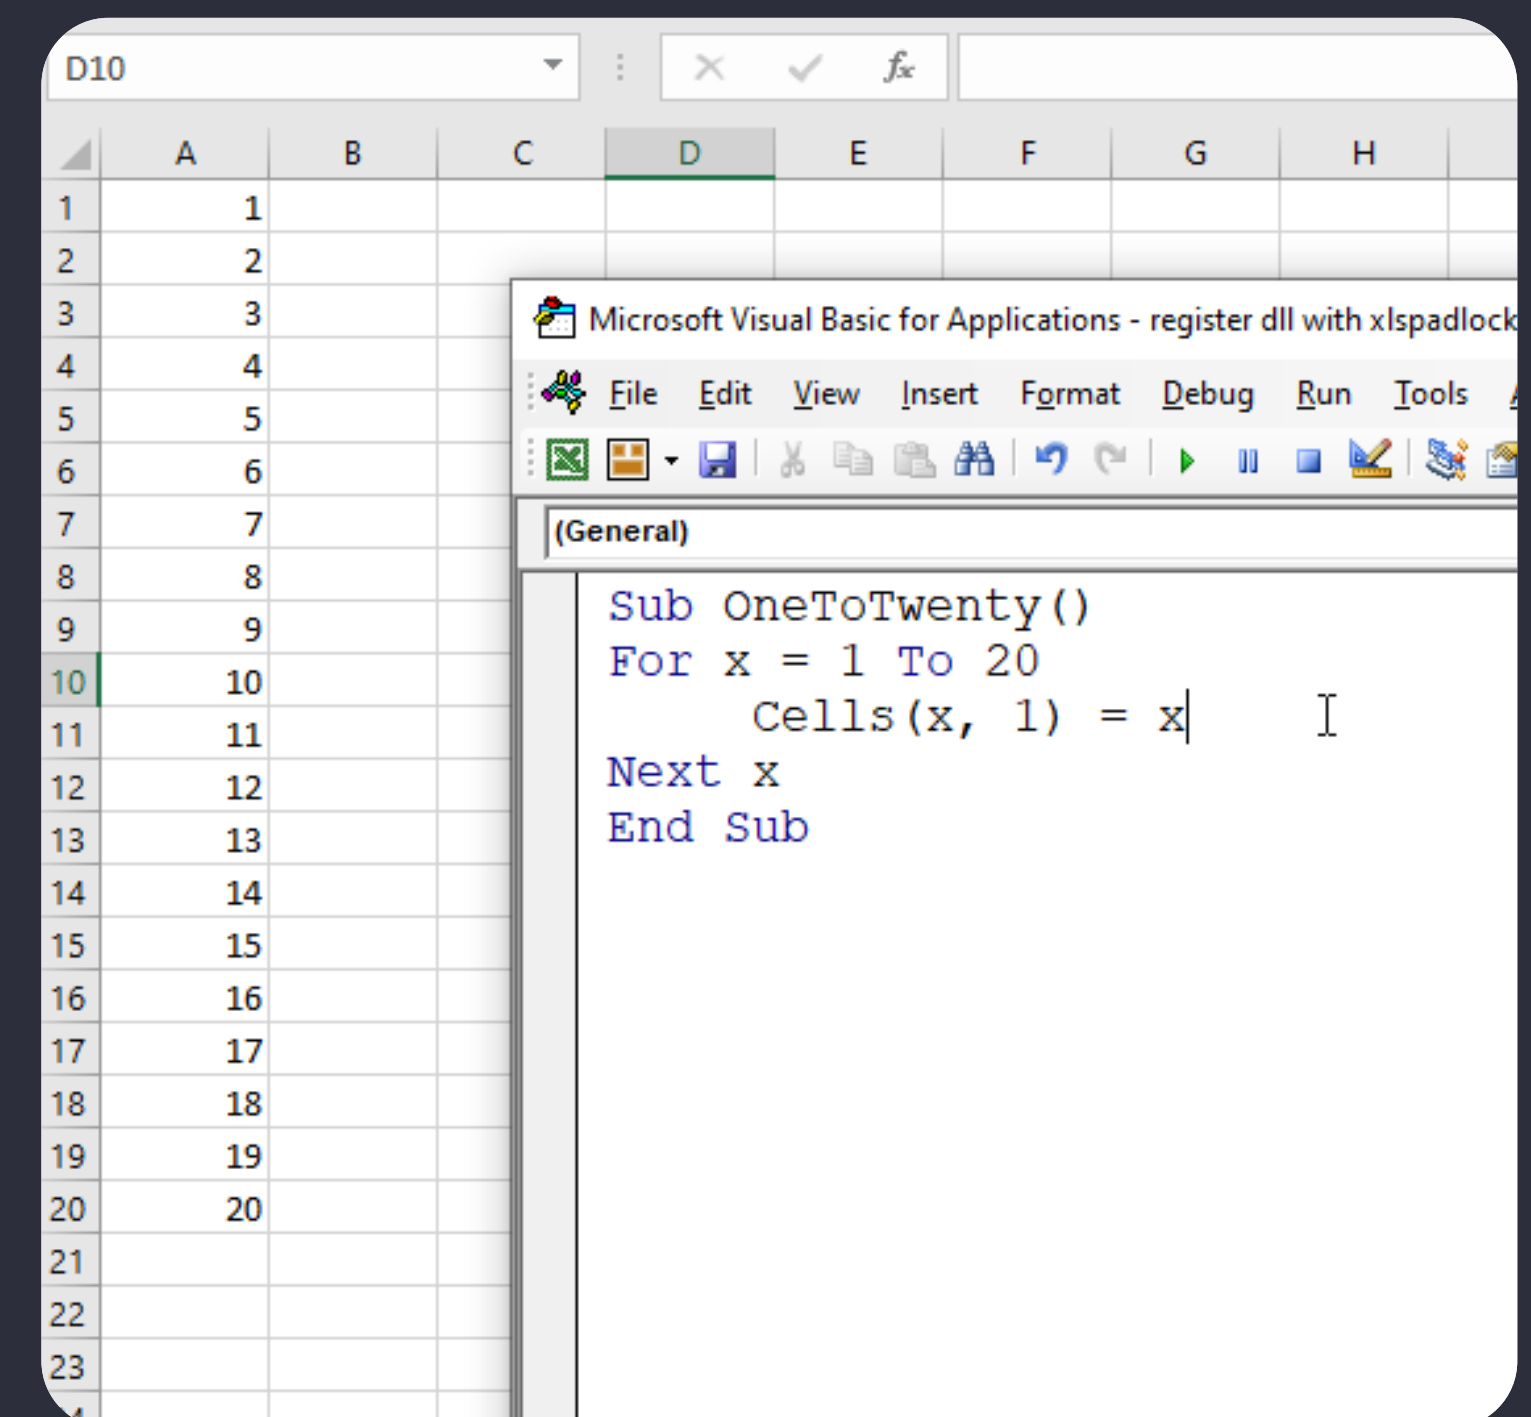 D10
fx
A B C D E F G H
1 1
2 2
3 3
4 4
5 5
6 6
7 7
8 8
9 9
10 10
11 11
12 12
13 13
14 14
15 15
16 16
17 17
18 18
19 19
20 20
21
22
23
Microsoft Visual Basic for Applications - register dll with xlspadlock
File Edit View Insert Format Debug Run Tools
(General)
Sub OneToTwenty()
For x = 1 To 20
Cells(x, 1) = x
Next x
End Sub